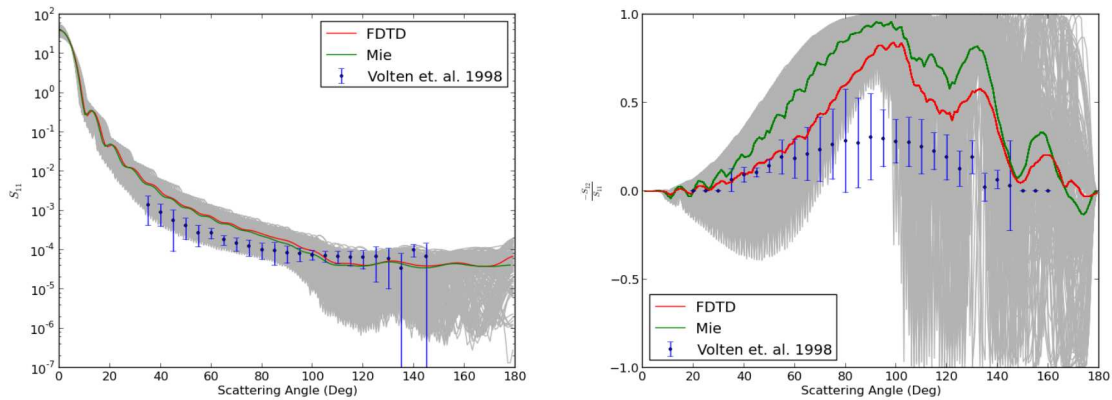 10^2
10^1
10^0
10^-1
10^-2
10^-3
10^-4
10^-5
10^-6
10^-7
S_11
FDTD
Mie
Volten et. al. 1998
0 20 40 60 80 100 120 140 160 180
Scattering Angle (Deg)
1.0
0.5
0.0
-0.5
-1.0
-S_12
S_11
FDTD
Mie
Volten et. al. 1998
0 20 40 60 80 100 120 140 160 180
Scattering Angle (Deg)